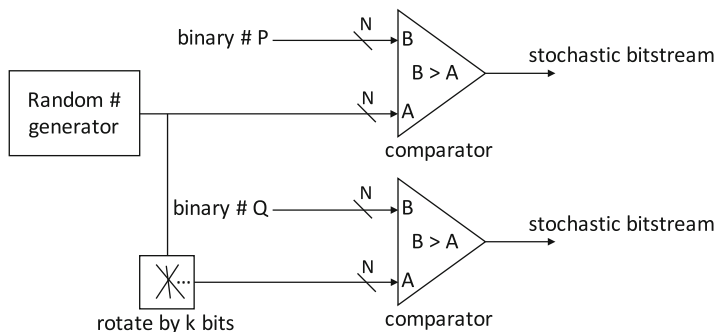 N
binary # P
B
stochastic bitstream
B > A
Random #
generator
N
A
comparator
N
binary # Q
B
stochastic bitstream
B > A
N
A
...
rotate by k bits
comparator